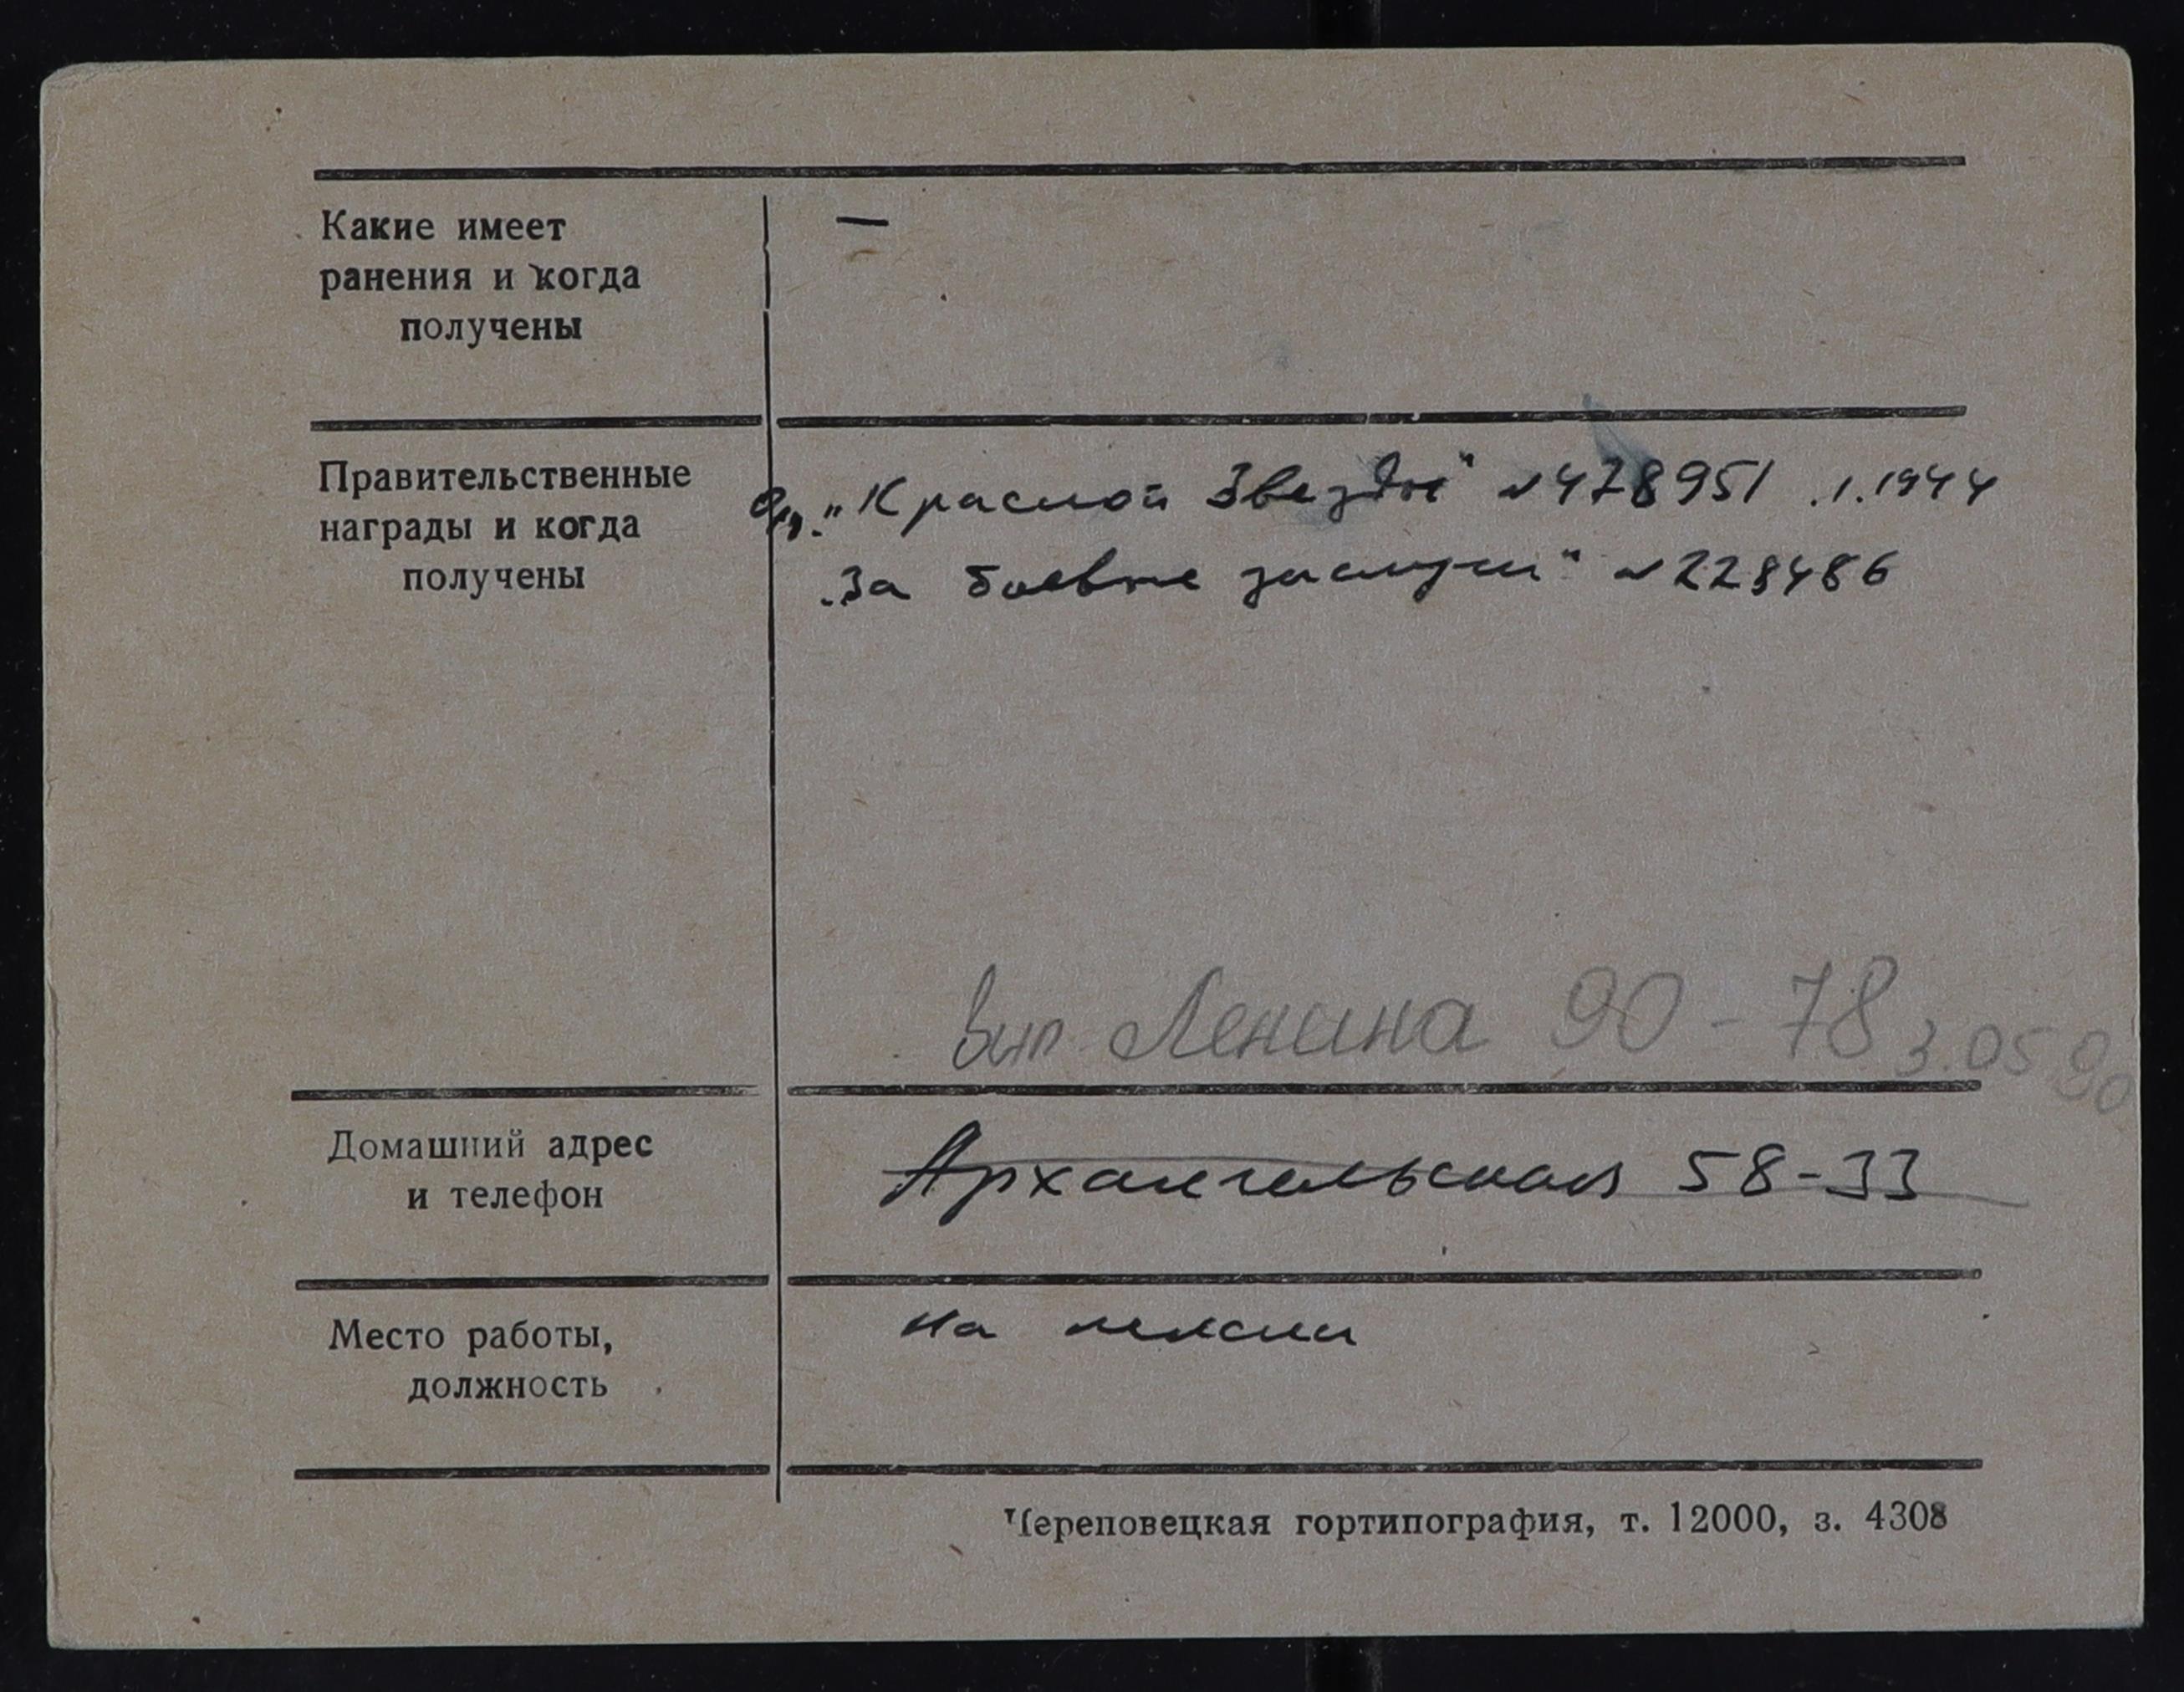 Какие имеет
ранения и когда
получены
—
Правительственные
награды и когда
получены
"Красной Звезды" №478951 .1.1944
"За боевые заслуги" №228486
Ленина 90-78 3.05.90
Домашний адрес
и телефон
Архангельская 58-33
Место работы,
должность
на пенсии
Череповецкая гортипография, т. 12000, з. 4308